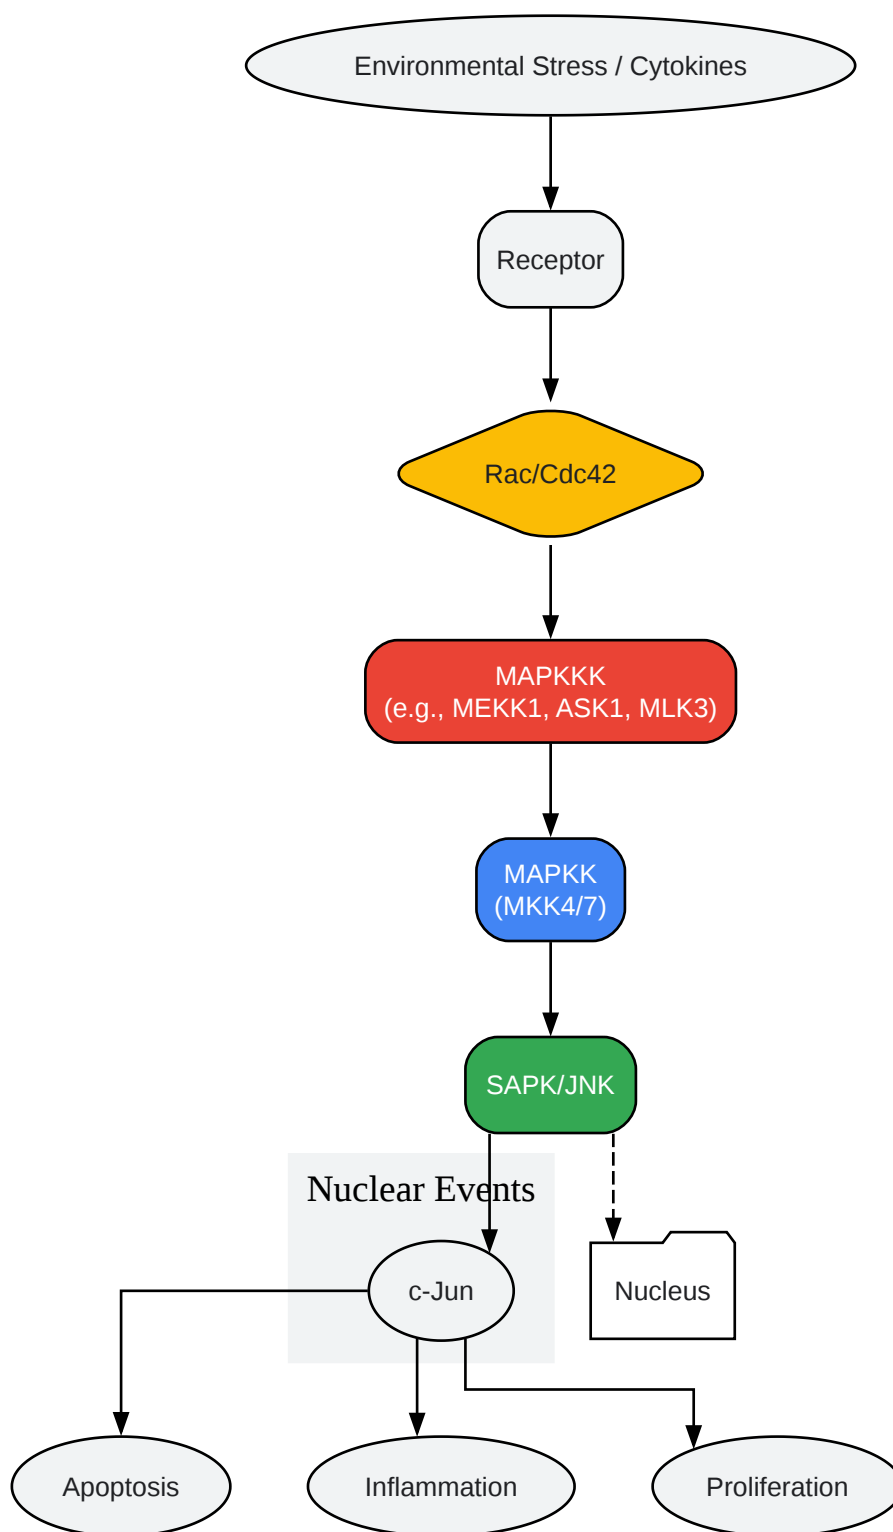 Environmental Stress / Cytokines
Receptor
Rac/Cdc42
MAPKKK
(e.g., MEKK1, ASK1, MLK3)
MAPKK
(MKK4/7)
SAPK/JNK
Nuclear Events
c-Jun
Nucleus
Apoptosis
Inflammation
Proliferation